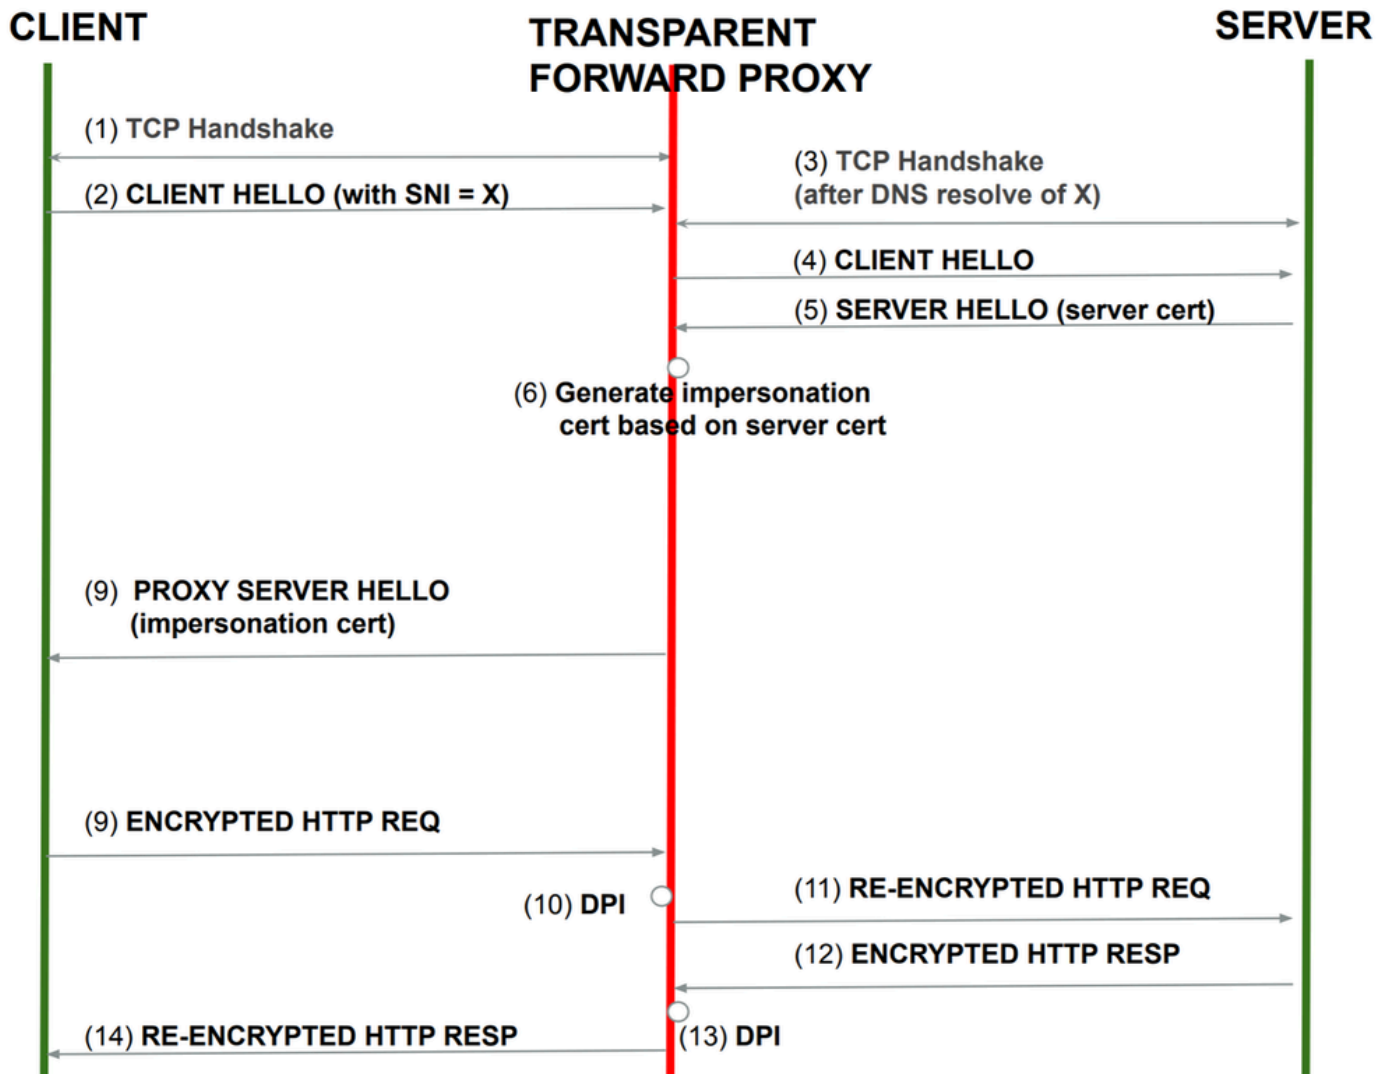 CLIENT
TRANSPARENT
FORWARD PROXY
SERVER
(1) TCP Handshake
(2) CLIENT HELLO (with SNI = X)
(3) TCP Handshake
(after DNS resolve of X)
(4) CLIENT HELLO
(5) SERVER HELLO (server cert)
(6) Generate impersonation
cert based on server cert
(9) PROXY SERVER HELLO
(impersonation cert)
(9) ENCRYPTED HTTP REQ
(10) DPI
(11) RE-ENCRYPTED HTTP REQ
(12) ENCRYPTED HTTP RESP
(13) DPI
(14) RE-ENCRYPTED HTTP RESP